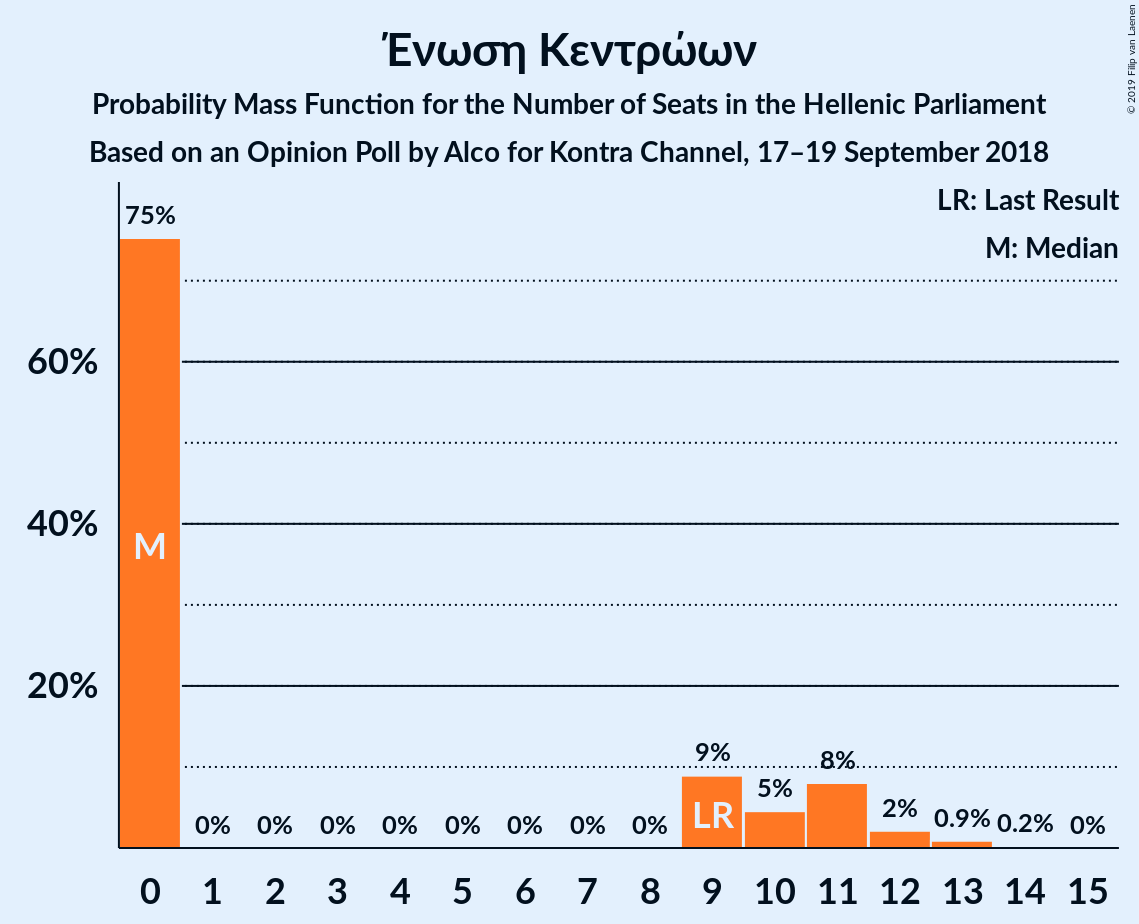 Ένωση Κεντρώων
Probability Mass Function for the Number of Seats in the Hellenic Parliament
Based on an Opinion Poll by Alco for Kontra Channel, 17–19 September 2018
© 2019 Filip van Laenen
LR: Last Result
M: Median
75%
60%
40%
M
20%
9%
8%
5%
LR
2%
0% 0% 0% 0% 0% 0% 0% 0% 0.9% 0.2% 0%
0 1 2 3 4 5 6 7 8 9 10 11 12 13 14 15